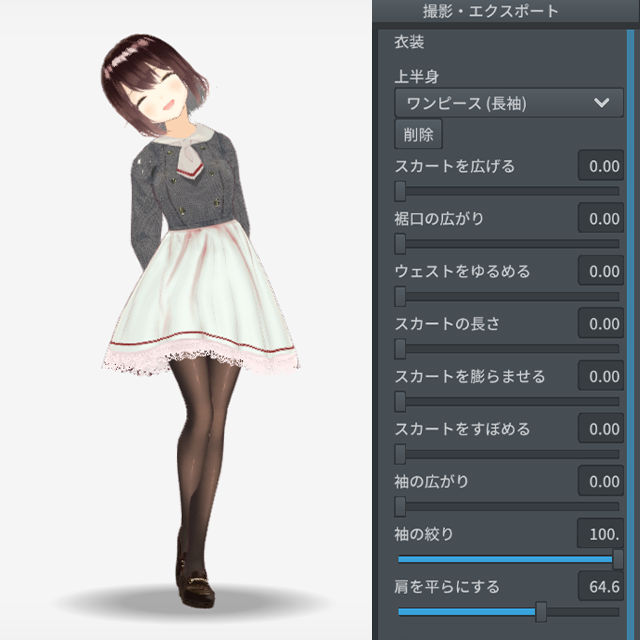 撮影・エクスポート
衣装
上半身
ワンピース (長袖)
削除
スカートを広げる 0.00
裾口の広がり 0.00
ウェストをゆるめる 0.00
スカートの長さ 0.00
スカートを膨らませる 0.00
スカートをすぼめる 0.00
袖の広がり 0.00
袖の絞り 100.
肩を平らにする 64.6